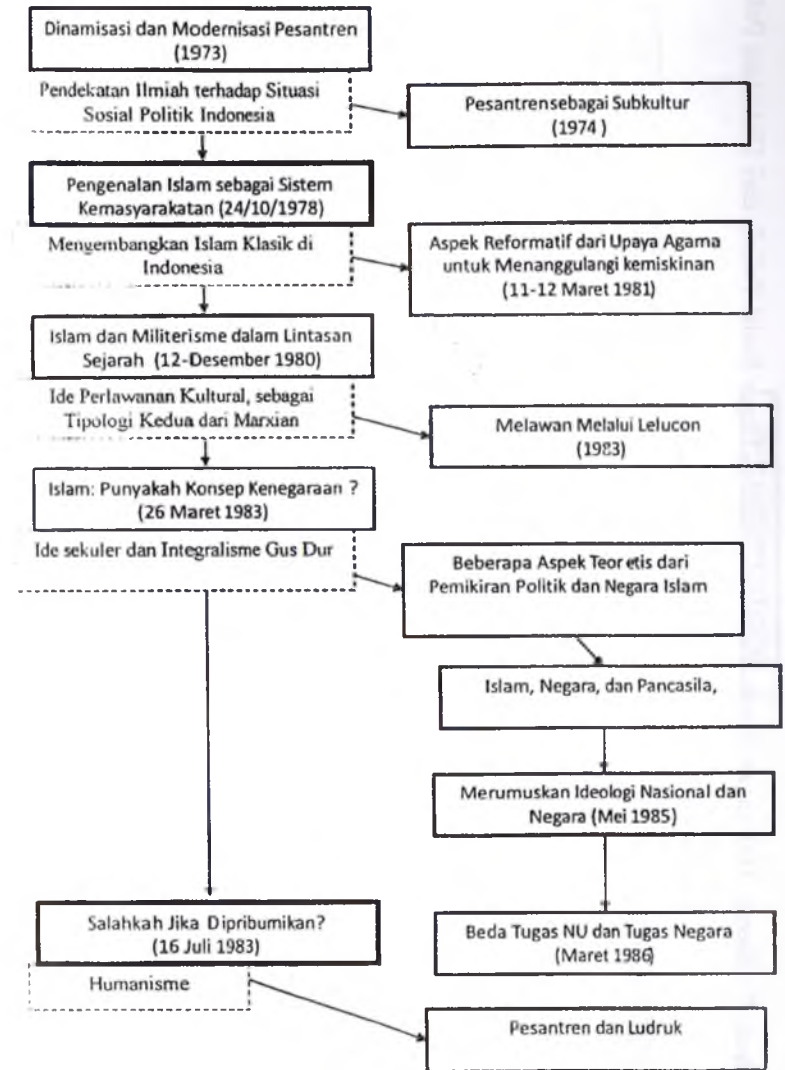 Dinamisasi dan Modernisasi Pesantren
(1973)
Pendekatan Ilmiah terhadap Situasi
Sosial Politik Indonesia
Pesantrensebagai Subkultur
(1974 )
Pengenalan Islam sebagai Sistem
Kemasyarakatan (24/10/1978)
Mengembangkan Islam Klasik di
Indonesia
Aspek Reformatif dari Upaya Agama
untuk Menanggulangi kemiskinan
(11-12 Maret 1981)
Islam dan Militerisme dalam Lintasan
Sejarah (12-Desember 1980)
Ide Perlawanan Kultural, sebagai
Tipologi Kedua dari Marxian
Melawan Melalui Lelucon
(1983)
Islam: Punyakah Konsep Kenegaraan ?
(26 Maret 1983)
Ide sekuler dan Integralisme Gus Dur
Beberapa Aspek Teoretis dari
Pemikiran Politik dan Negara Islam
Islam, Negara, dan Pancasila,
Merumuskan Ideologi Nasional dan
Negara (Mei 1985)
Salahkah Jika Dipribumikan?
(16 Juli 1983)
Beda Tugas NU dan Tugas Negara
(Maret 1986)
Humanisme
Pesantren dan Ludruk